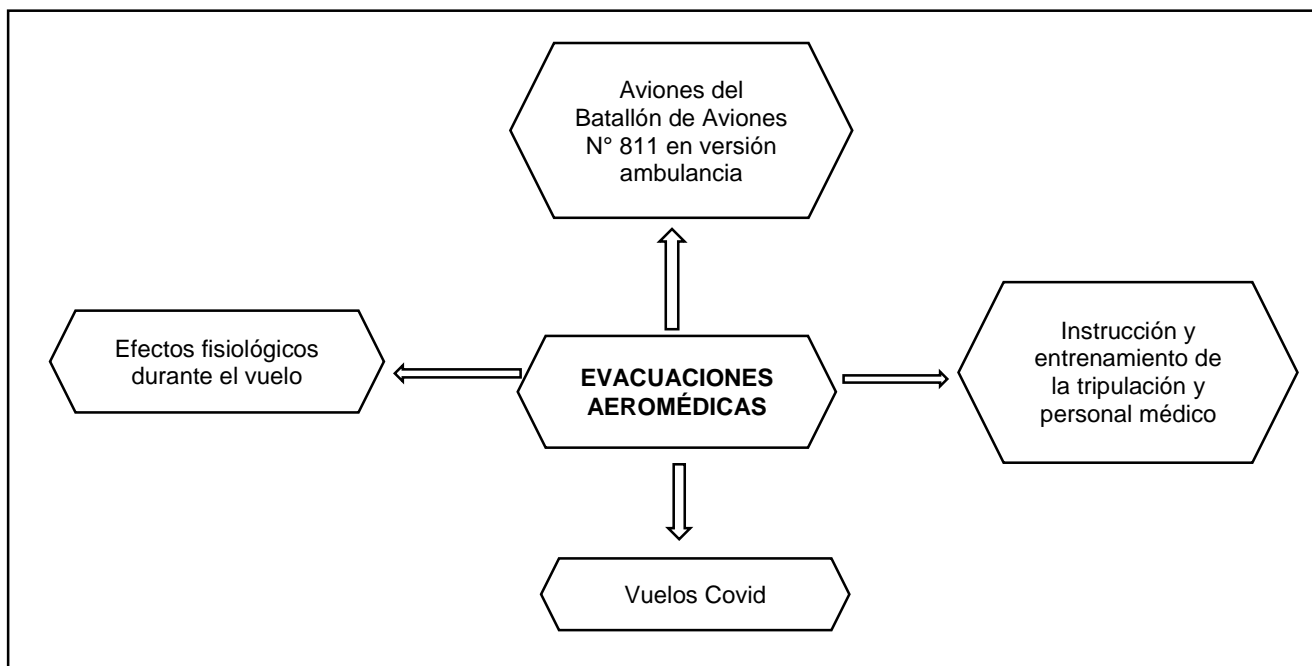 Aviones del
Batallón de Aviones
N° 811 en versión
ambulancia
Efectos fisiológicos
durante el vuelo
EVACUACIONES
AEROMÉDICAS
Instrucción y
entrenamiento de
la tripulación y
personal médico
Vuelos Covid